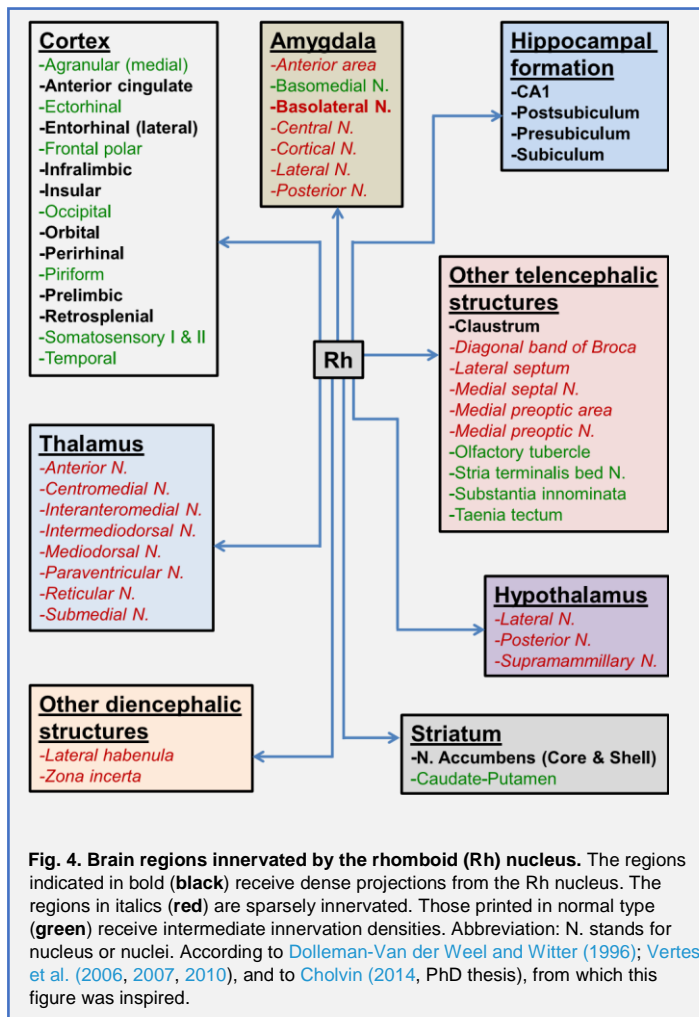 Cortex
-Agranular (medial)
-Anterior cingulate
-Ectorhinal
-Entorhinal (lateral)
-Frontal polar
-Infralimbic
-Insular
-Occipital
-Orbital
-Perirhinal
-Piriform
-Prelimbic
-Retrosplenial
-Somatosensory I & II
-Temporal
Amygdala
-Anterior area
-Basomedial N.
-Basolateral N.
-Central N.
-Cortical N.
-Lateral N.
-Posterior N.
Hippocampal
formation
-CA1
-Postsubiculum
-Presubiculum
-Subiculum
Rh
Other telencephalic
structures
-Claustrum
-Diagonal band of Broca
-Lateral septum
-Medial septal N.
-Medial preoptic area
-Medial preoptic N.
-Olfactory tubercle
-Stria terminalis bed N.
-Substantia innominata
-Taenia tectum
Thalamus
-Anterior N.
-Centromedial N.
-Interanteromedial N.
-Intermediodorsal N.
-Mediodorsal N.
-Paraventricular N.
-Reticular N.
-Submedial N.
Hypothalamus
-Lateral N.
-Posterior N.
-Supramammillary N.
Other diencephalic
structures
-Lateral habenula
-Zona incerta
Striatum
-N. Accumbens (Core & Shell)
-Caudate-Putamen
Fig. 4. Brain regions innervated by the rhomboid (Rh) nucleus. The regions
indicated in bold (black) receive dense projections from the Rh nucleus. The
regions in italics (red) are sparsely innervated. Those printed in normal type
(green) receive intermediate innervation densities. Abbreviation: N. stands for
nucleus or nuclei. According to Dolleman-Van der Weel and Witter (1996); Vertes
et al. (2006, 2007, 2010), and to Cholvin (2014, PhD thesis), from which this
figure was inspired.